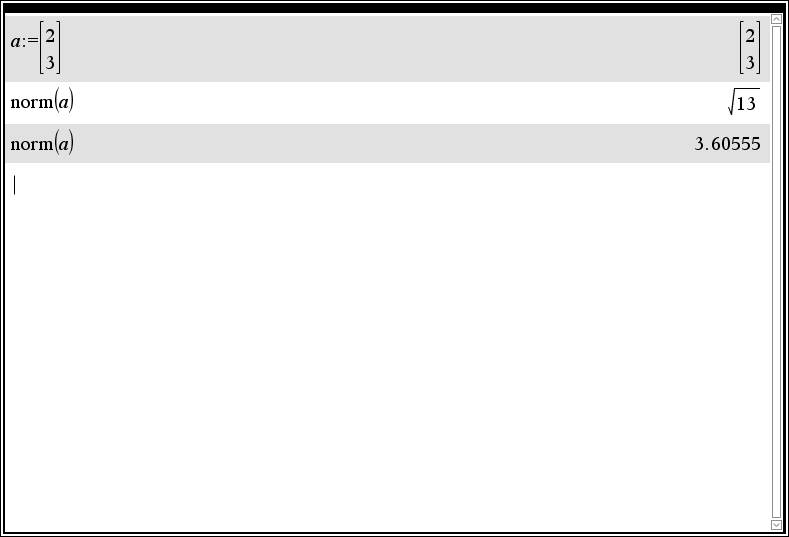 a:=[2 3] [2 3]
norm(a) √13
norm(a) 3.60555